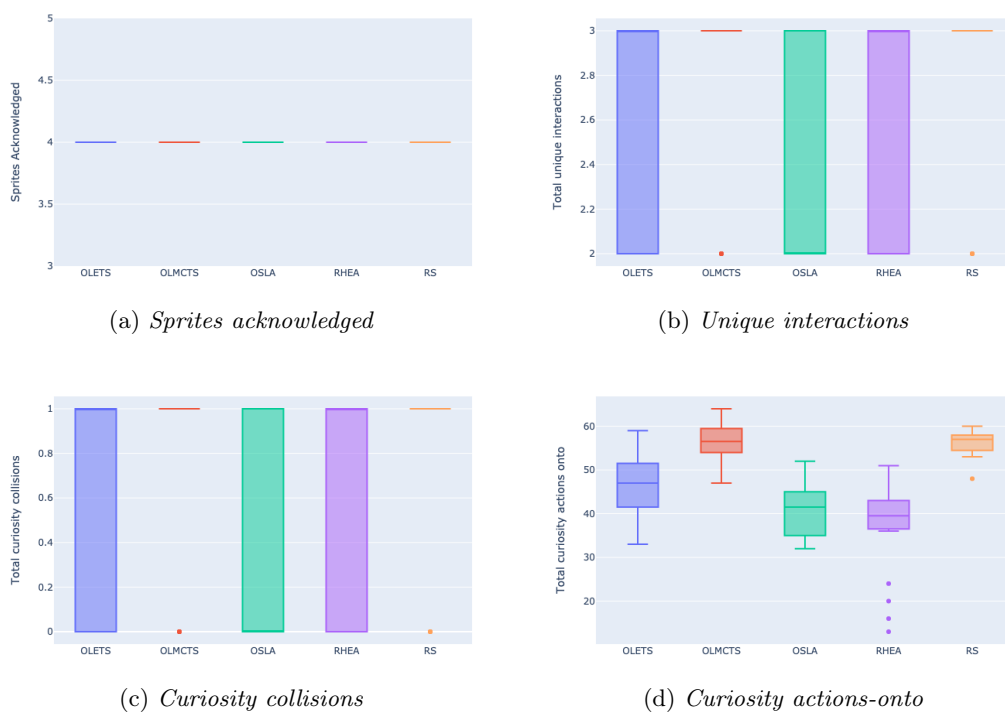 Sprites Acknowledged
5
4.5
4
3.5
3
OLETS OLMCTS OSLA RHEA RS
(a) Sprites acknowledged
Total unique interactions
3
2.8
2.6
2.4
2.2
2
OLETS OLMCTS OSLA RHEA RS
(b) Unique interactions
Total curiosity collisions
1
0.8
0.6
0.4
0.2
0
OLETS OLMCTS OSLA RHEA RS
(c) Curiosity collisions
Total curiosity actions onto
60
50
40
30
20
OLETS OLMCTS OSLA RHEA RS
(d) Curiosity actions-onto